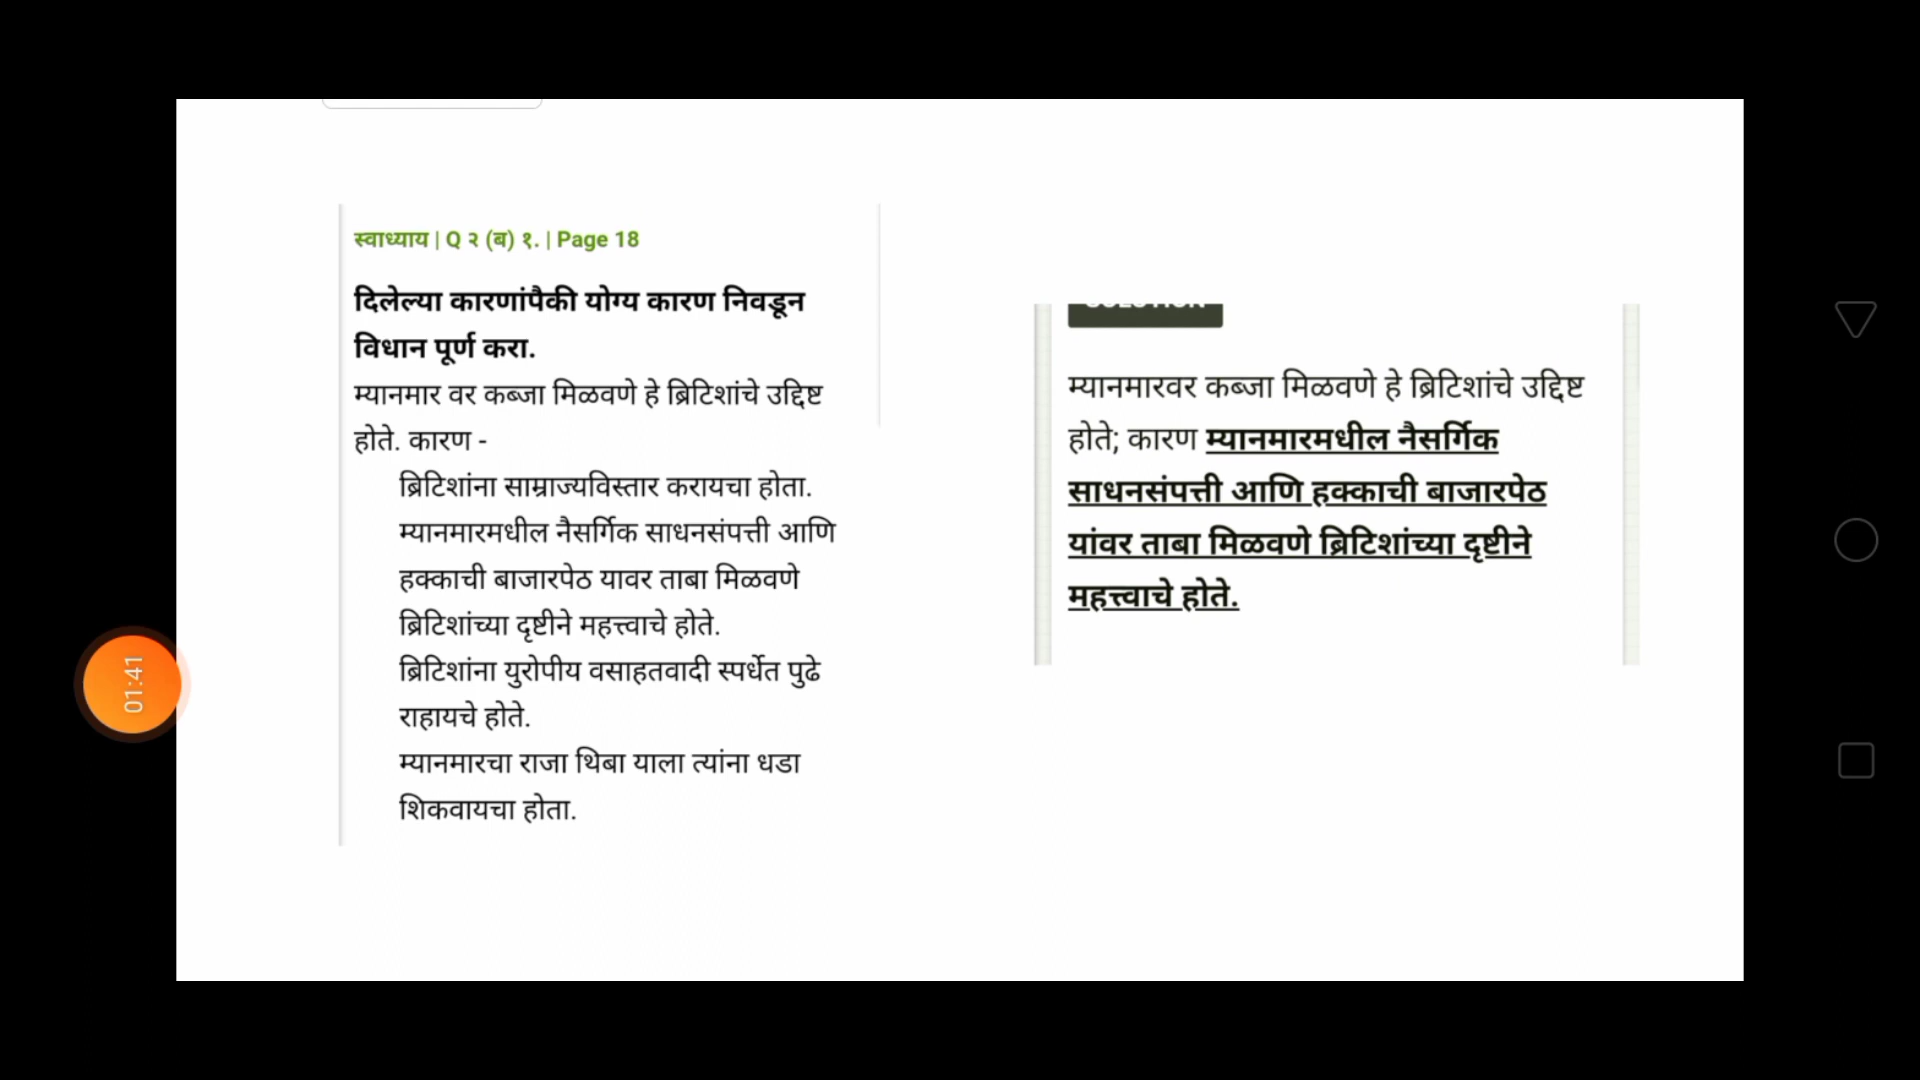 स्वाध्याय | Q २ (ब) १. | Page 18
दिलेल्या कारणांपैकी योग्य कारण निवडून
विधान पूर्ण करा.
म्यानमार वर कब्जा मिळवणे हे ब्रिटिशांचे उद्दिष्ट
होते. कारण -
ब्रिटिशांना साम्राज्यविस्तार करायचा होता.
म्यानमारमधील नैसर्गिक साधनसंपत्ती आणि
हक्काची बाजारपेठ यावर ताबा मिळवणे
ब्रिटिशांच्या दृष्टीने महत्त्वाचे होते.
ब्रिटिशांना युरोपीय वसाहतवादी स्पर्धेत पुढे
राहायचे होते.
म्यानमारचा राजा थिबा याला त्यांना धडा
शिकवायचा होता.
म्यानमारवर कब्जा मिळवणे हे ब्रिटिशांचे उद्दिष्ट
होते; कारण म्यानमारमधील नैसर्गिक
साधनसंपत्ती आणि हक्काची बाजारपेठ
यांवर ताबा मिळवणे ब्रिटिशांच्या दृष्टीने
महत्त्वाचे होते.
01:41